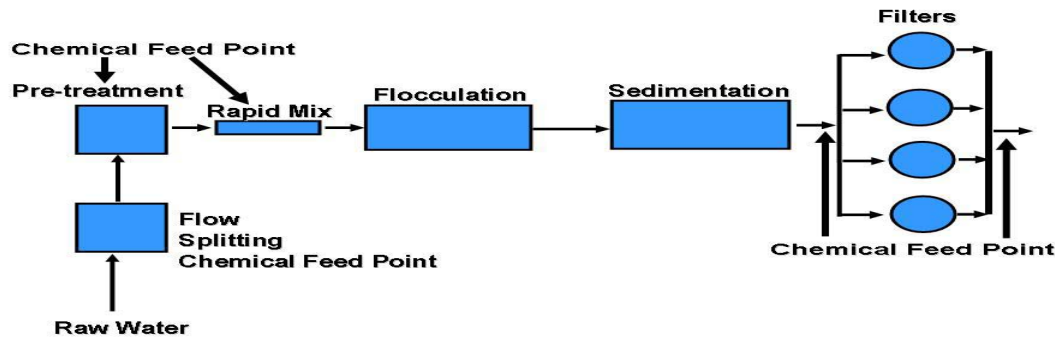 Filters
Chemical Feed Point
Pre-treatment
Rapid Mix
Flocculation
Sedimentation
Flow
Splitting
Chemical Feed Point
Chemical Feed Point
Raw Water